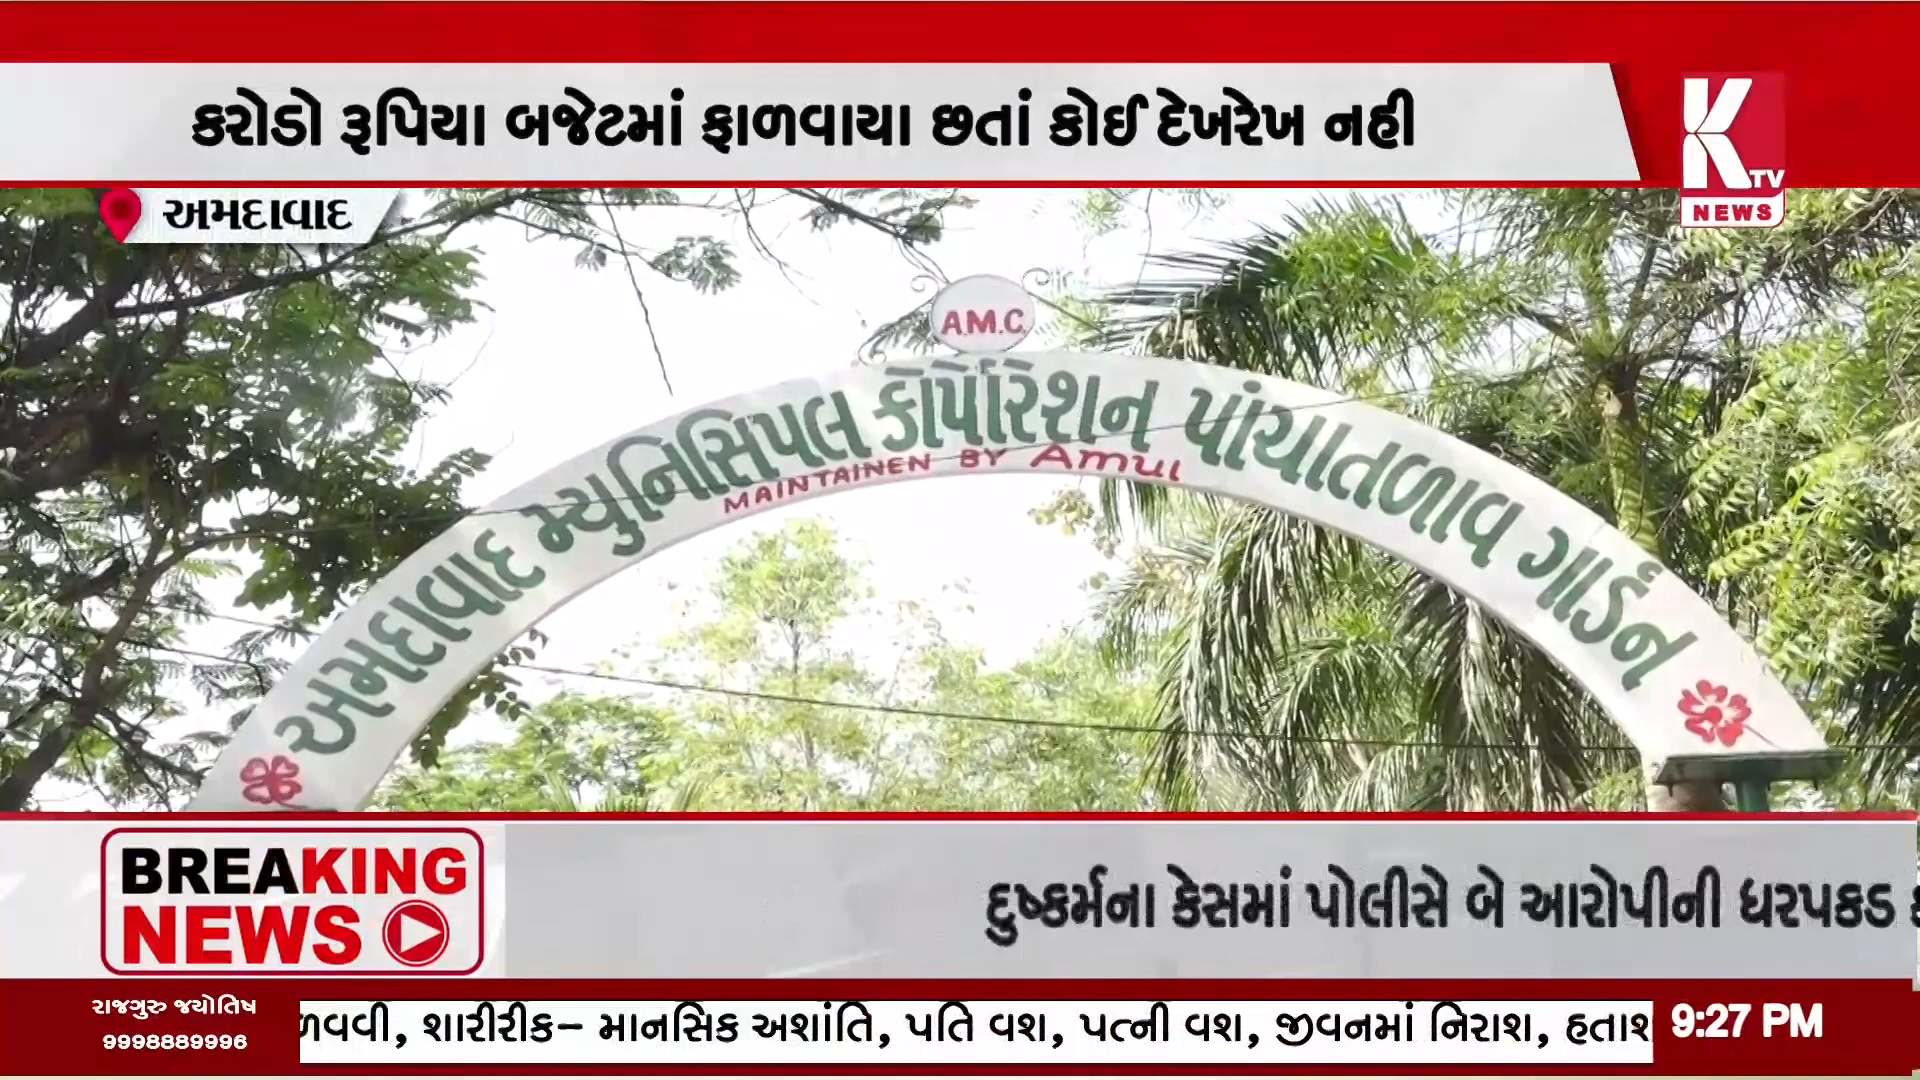 કરોડો રૂપિયા બજેટમાં ફાળવાયા છતાં કોઈ દેખરેખ નહી
K TV
NEWS
અમદાવાદ
A.M.C.
અમદાવાદ મ્યુનિસિપલ કોર્પોરેશન પાંચાતળાવ ગાર્ડન
MAINTAINEN BY Amul
BREAKING
NEWS
દુષ્કર્મના કેસમાં પોલીસે બે આરોપીની ધરપકડ
રાજગુરુ જ્યોતિષ
9998889996
ળવવી, શારીરીક– માનસિક અશાંતિ, પતિ વશ, પત્ની વશ, જીવનમાં નિરાશ, હતાશ
9:27 PM